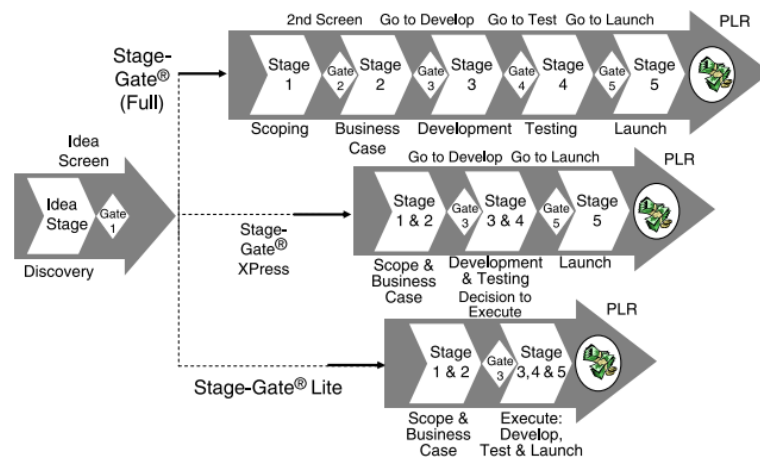 2nd Screen Go to Develop Go to Test Go to Launch PLR
Stage-
Gate®
(Full)
Stage
1
Gate
2
Stage
2
Gate
3
Stage
3
Gate
4
Stage
4
Gate
5
Stage
5
Scoping
Business
Case
Development
Testing
Launch
Idea
Screen
Idea
Stage
Gate
1
Discovery
Go to Develop Go to Launch PLR
Stage-
Gate®
XPress
Stage
1 & 2
Gate
3
Stage
3 & 4
Gate
5
Stage
5
Scope &
Business
Case
Development
& Testing
Launch
Decision to
Execute
PLR
Stage-Gate® Lite
Stage
1 & 2
Gate
3
Stage
3, 4 & 5
Scope &
Business
Case
Execute:
Develop,
Test & Launch